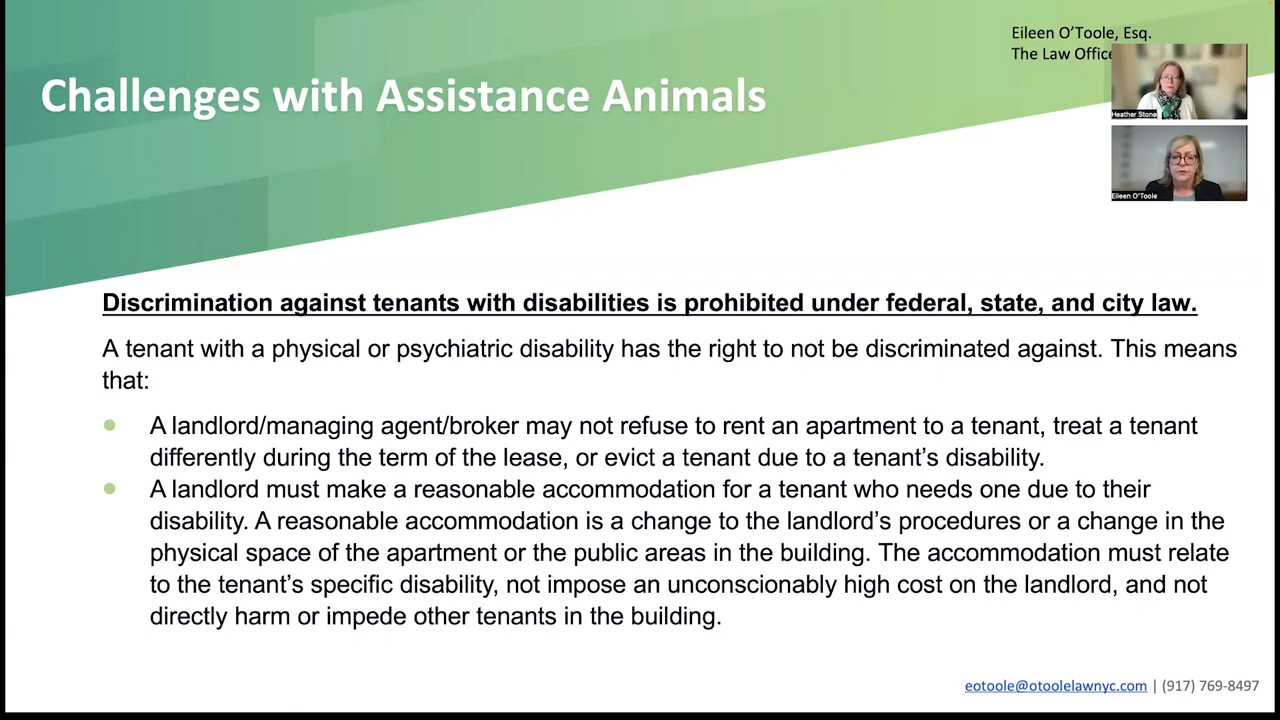 Eileen O’Toole, Esq.
The Law Office
Challenges with Assistance Animals
Heather Stone
Eileen O'Toole
Discrimination against tenants with disabilities is prohibited under federal, state, and city law.
A tenant with a physical or psychiatric disability has the right to not be discriminated against. This means
that:
A landlord/managing agent/broker may not refuse to rent an apartment to a tenant, treat a tenant
differently during the term of the lease, or evict a tenant due to a tenant’s disability.
A landlord must make a reasonable accommodation for a tenant who needs one due to their
disability. A reasonable accommodation is a change to the landlord’s procedures or a change in the
physical space of the apartment or the public areas in the building. The accommodation must relate
to the tenant’s specific disability, not impose an unconscionably high cost on the landlord, and not
directly harm or impede other tenants in the building.
eotoole@otoolelawnyc.com | (917) 769-8497